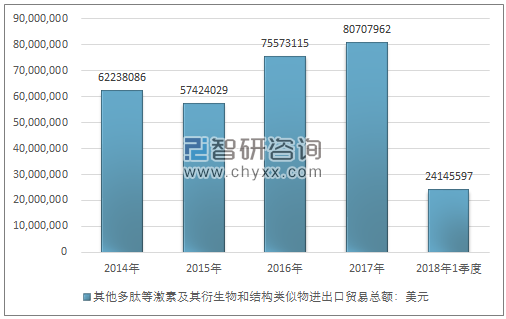 90,000,000
80,000,000
70,000,000
60,000,000
50,000,000
40,000,000
30,000,000
20,000,000
10,000,000
0
62238086
57424029
75573115
80707962
24145597
智研咨询
www.chyxx.com
2014年
2015年
2016年
2017年
2018年1季度
其他多肽等激素及其衍生物和结构类似物进出口贸易总额：美元